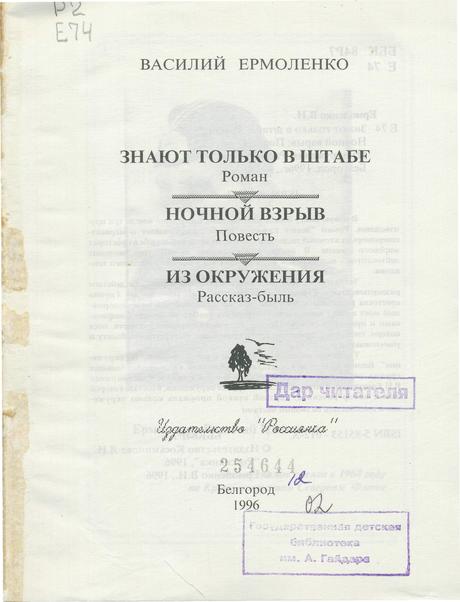 Р2
Е74
ВАСИЛИЙ ЕРМОЛЕНКО
ЗНАЮТ ТОЛЬКО В ШТАБЕ
Роман
НОЧНОЙ ВЗРЫВ
Повесть
ИЗ ОКРУЖЕНИЯ
Рассказ-быль
Дар читателя
Издательство "Россиянка"
254644
12
Белгород
1996
02
Государственная детская
библиотека
им. А. Гайдара